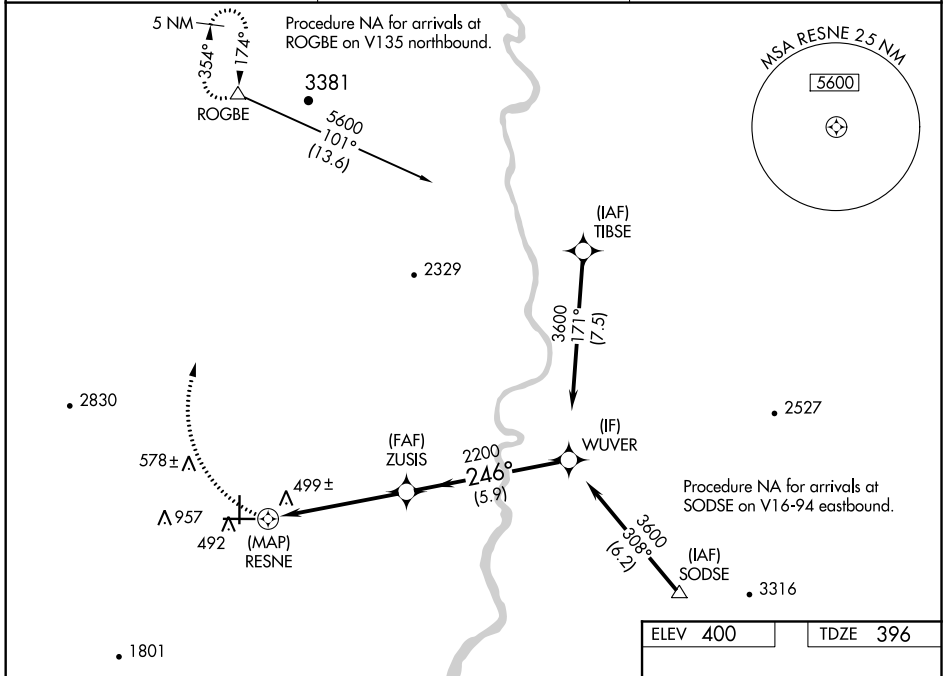 5 NM
354°
174°
Procedure NA for arrivals at
ROGBE on V135 northbound.
ROGBE
3381
5600
101°
(13.6)
MSA RESNE 25 NM
5600
(IAF)
TIBSE
2329
3600
171°
(7.5)
2830
2527
(IF)
WUVER
(FAF)
ZUSIS
2200
246°
(5.9)
578±
499±
957
492
(MAP)
RESNE
Procedure NA for arrivals at
SODSE on V16-94 eastbound.
3600
308°
(6.2)
(IAF)
SODSE
3316
1801
ELEV 400
TDZE 396